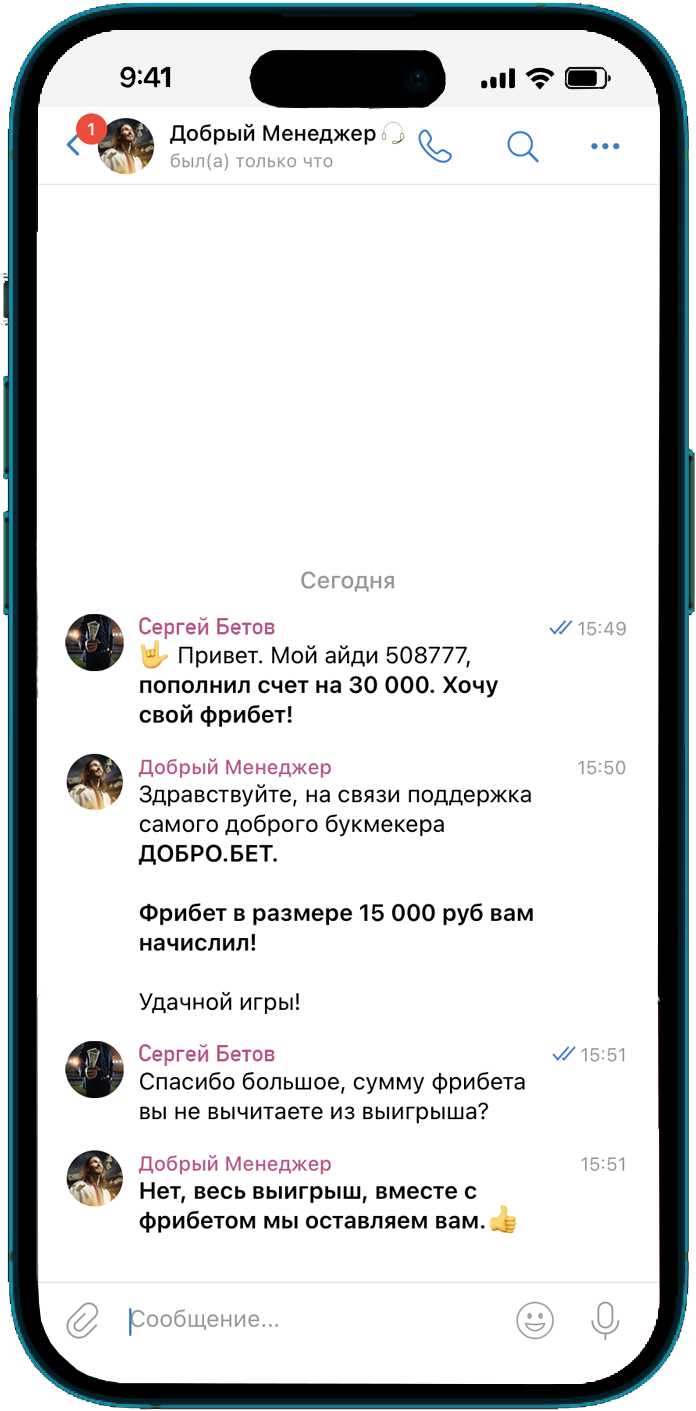 9:41
1
Добрый Менеджер
был(а) только что
Сегодня
Сергей Бетов
15:49
🤟 Привет. Мой айди 508777,
пополнил счет на 30 000. Хочу
свой фрибет!
Добрый Менеджер
15:50
Здравствуйте, на связи поддержка
самого доброго букмекера
ДОБРО.БЕТ.
Фрибет в размере 15 000 руб вам
начислил!
Удачной игры!
Сергей Бетов
15:51
Спасибо большое, сумму фрибета
вы не вычитаете из выигрыша?
Добрый Менеджер
15:51
Нет, весь выигрыш, вместе с
фрибетом мы оставляем вам.👍
Сообщение...